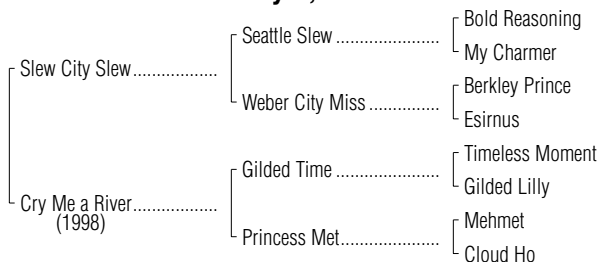 Bold Reasoning
Seattle Slew ....................
My Charmer
Slew City Slew.................
Berkley Prince
Weber City Miss ..............
Esirnus
Timeless Moment
Gilded Time ....................
Gilded Lilly
Cry Me a River.................
(1998)
Mehmet
Princess Met...................
Cloud Ho